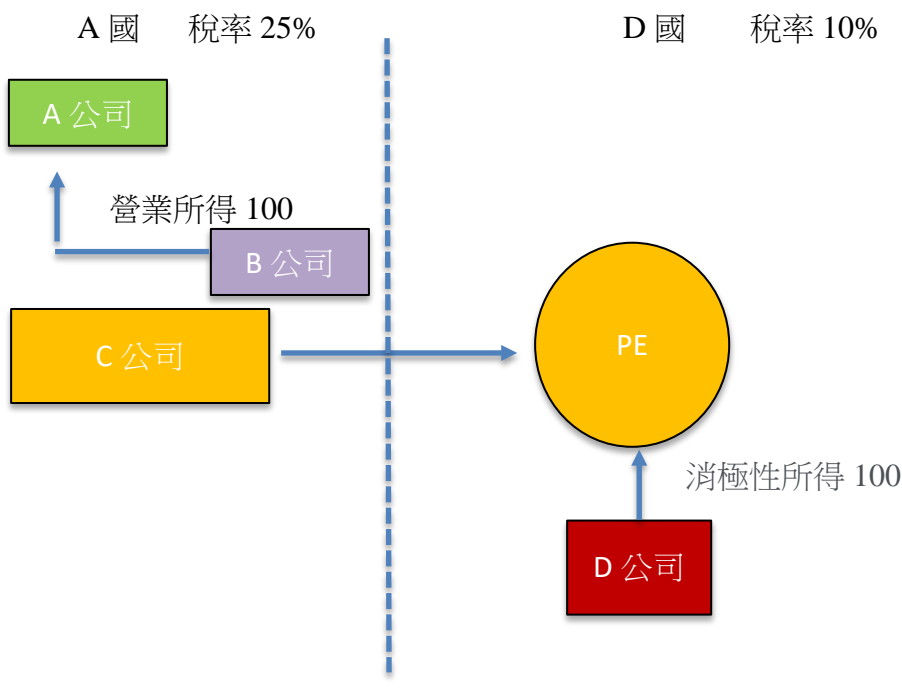 A 國 稅率 25%
D 國 稅率 10%
A 公司
營業所得 100
B 公司
C 公司
PE
消極性所得 100
D 公司